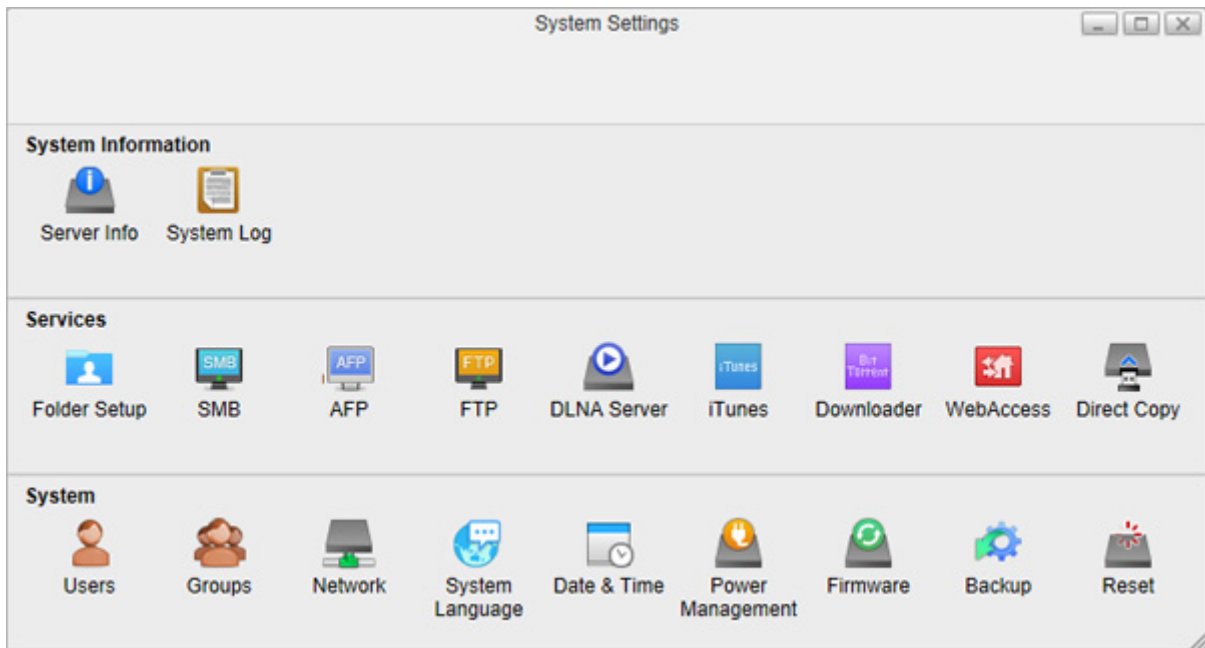 System Settings
System Information
Server Info
System Log
Services
SMB
AFP
FTP
iTunes
Bit
Torrent
Folder Setup
SMB
AFP
FTP
DLNA Server
iTunes
Downloader
WebAccess
Direct Copy
System
Users
Groups
Network
System
Language
Date & Time
Power
Management
Firmware
Backup
Reset